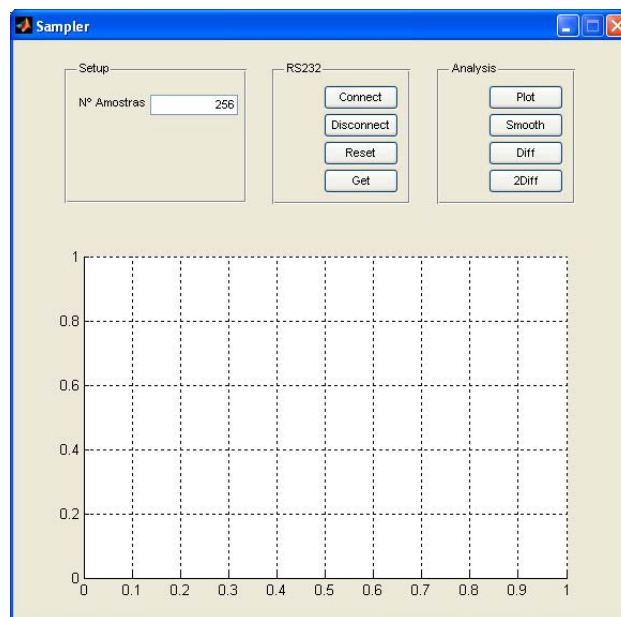 Sampler
Setup
Nº Amostras 256
RS232
Connect
Disconnect
Reset
Get
Analysis
Plot
Smooth
Diff
2Diff
1
0.8
0.6
0.4
0.2
0
0 0.1 0.2 0.3 0.4 0.5 0.6 0.7 0.8 0.9 1